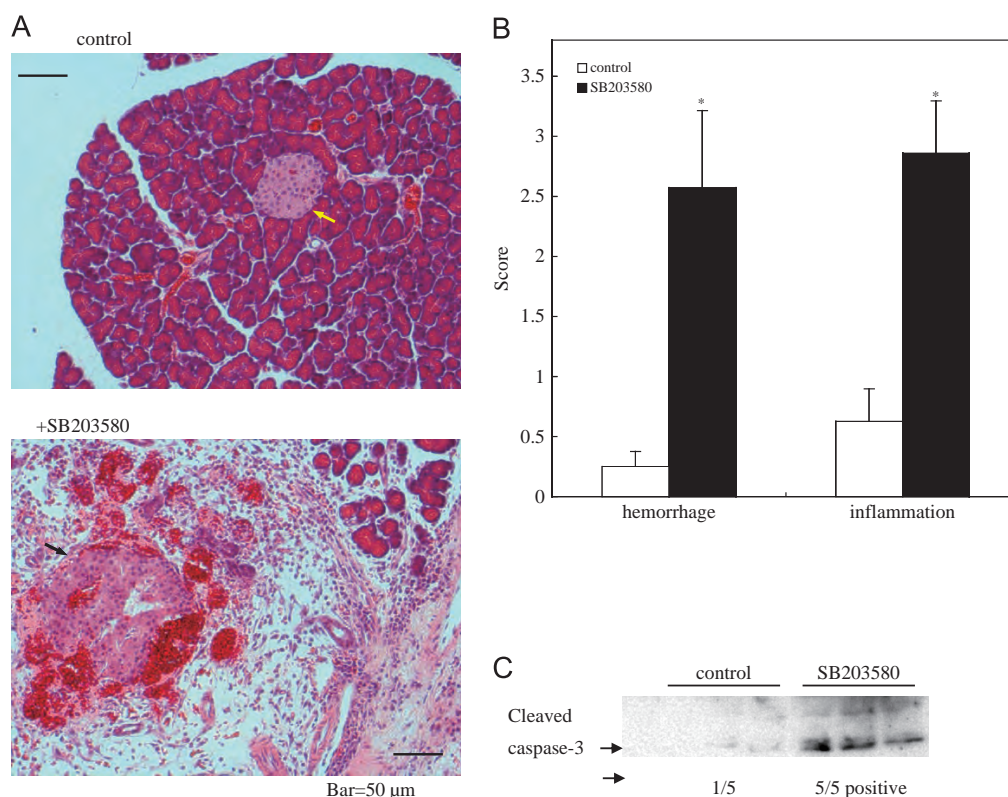 A
control
+SB203580
Bar=50 µm
B
Score
3.5
3
2.5
2
1.5
1
0.5
0
control
SB203580
*
*
hemorrhage
inflammation
C
control
SB203580
Cleaved
caspase-3
1/5
5/5 positive